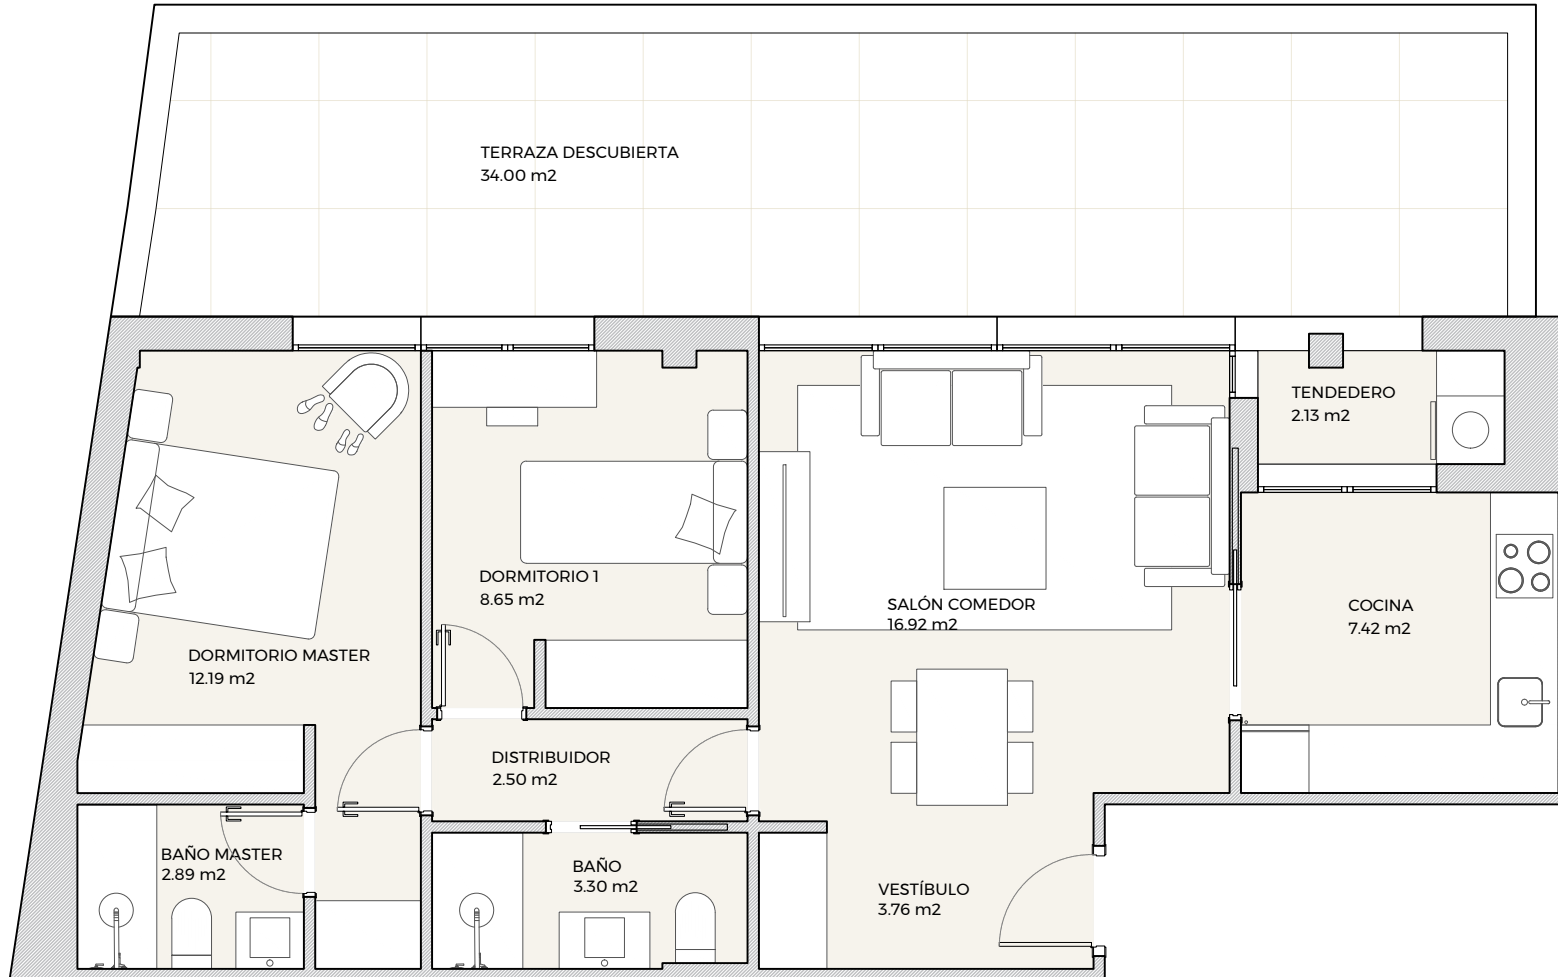 TERRAZA DESCUBIERTA
34.00 m2
TENDEDERO
2.13 m2
DORMITORIO 1
8.65 m2
SALÓN COMEDOR
16.92 m2
COCINA
7.42 m2
DORMITORIO MASTER
12.19 m2
DISTRIBUIDOR
2.50 m2
BAÑO MASTER
2.89 m2
BAÑO
3.30 m2
VESTÍBULO
3.76 m2